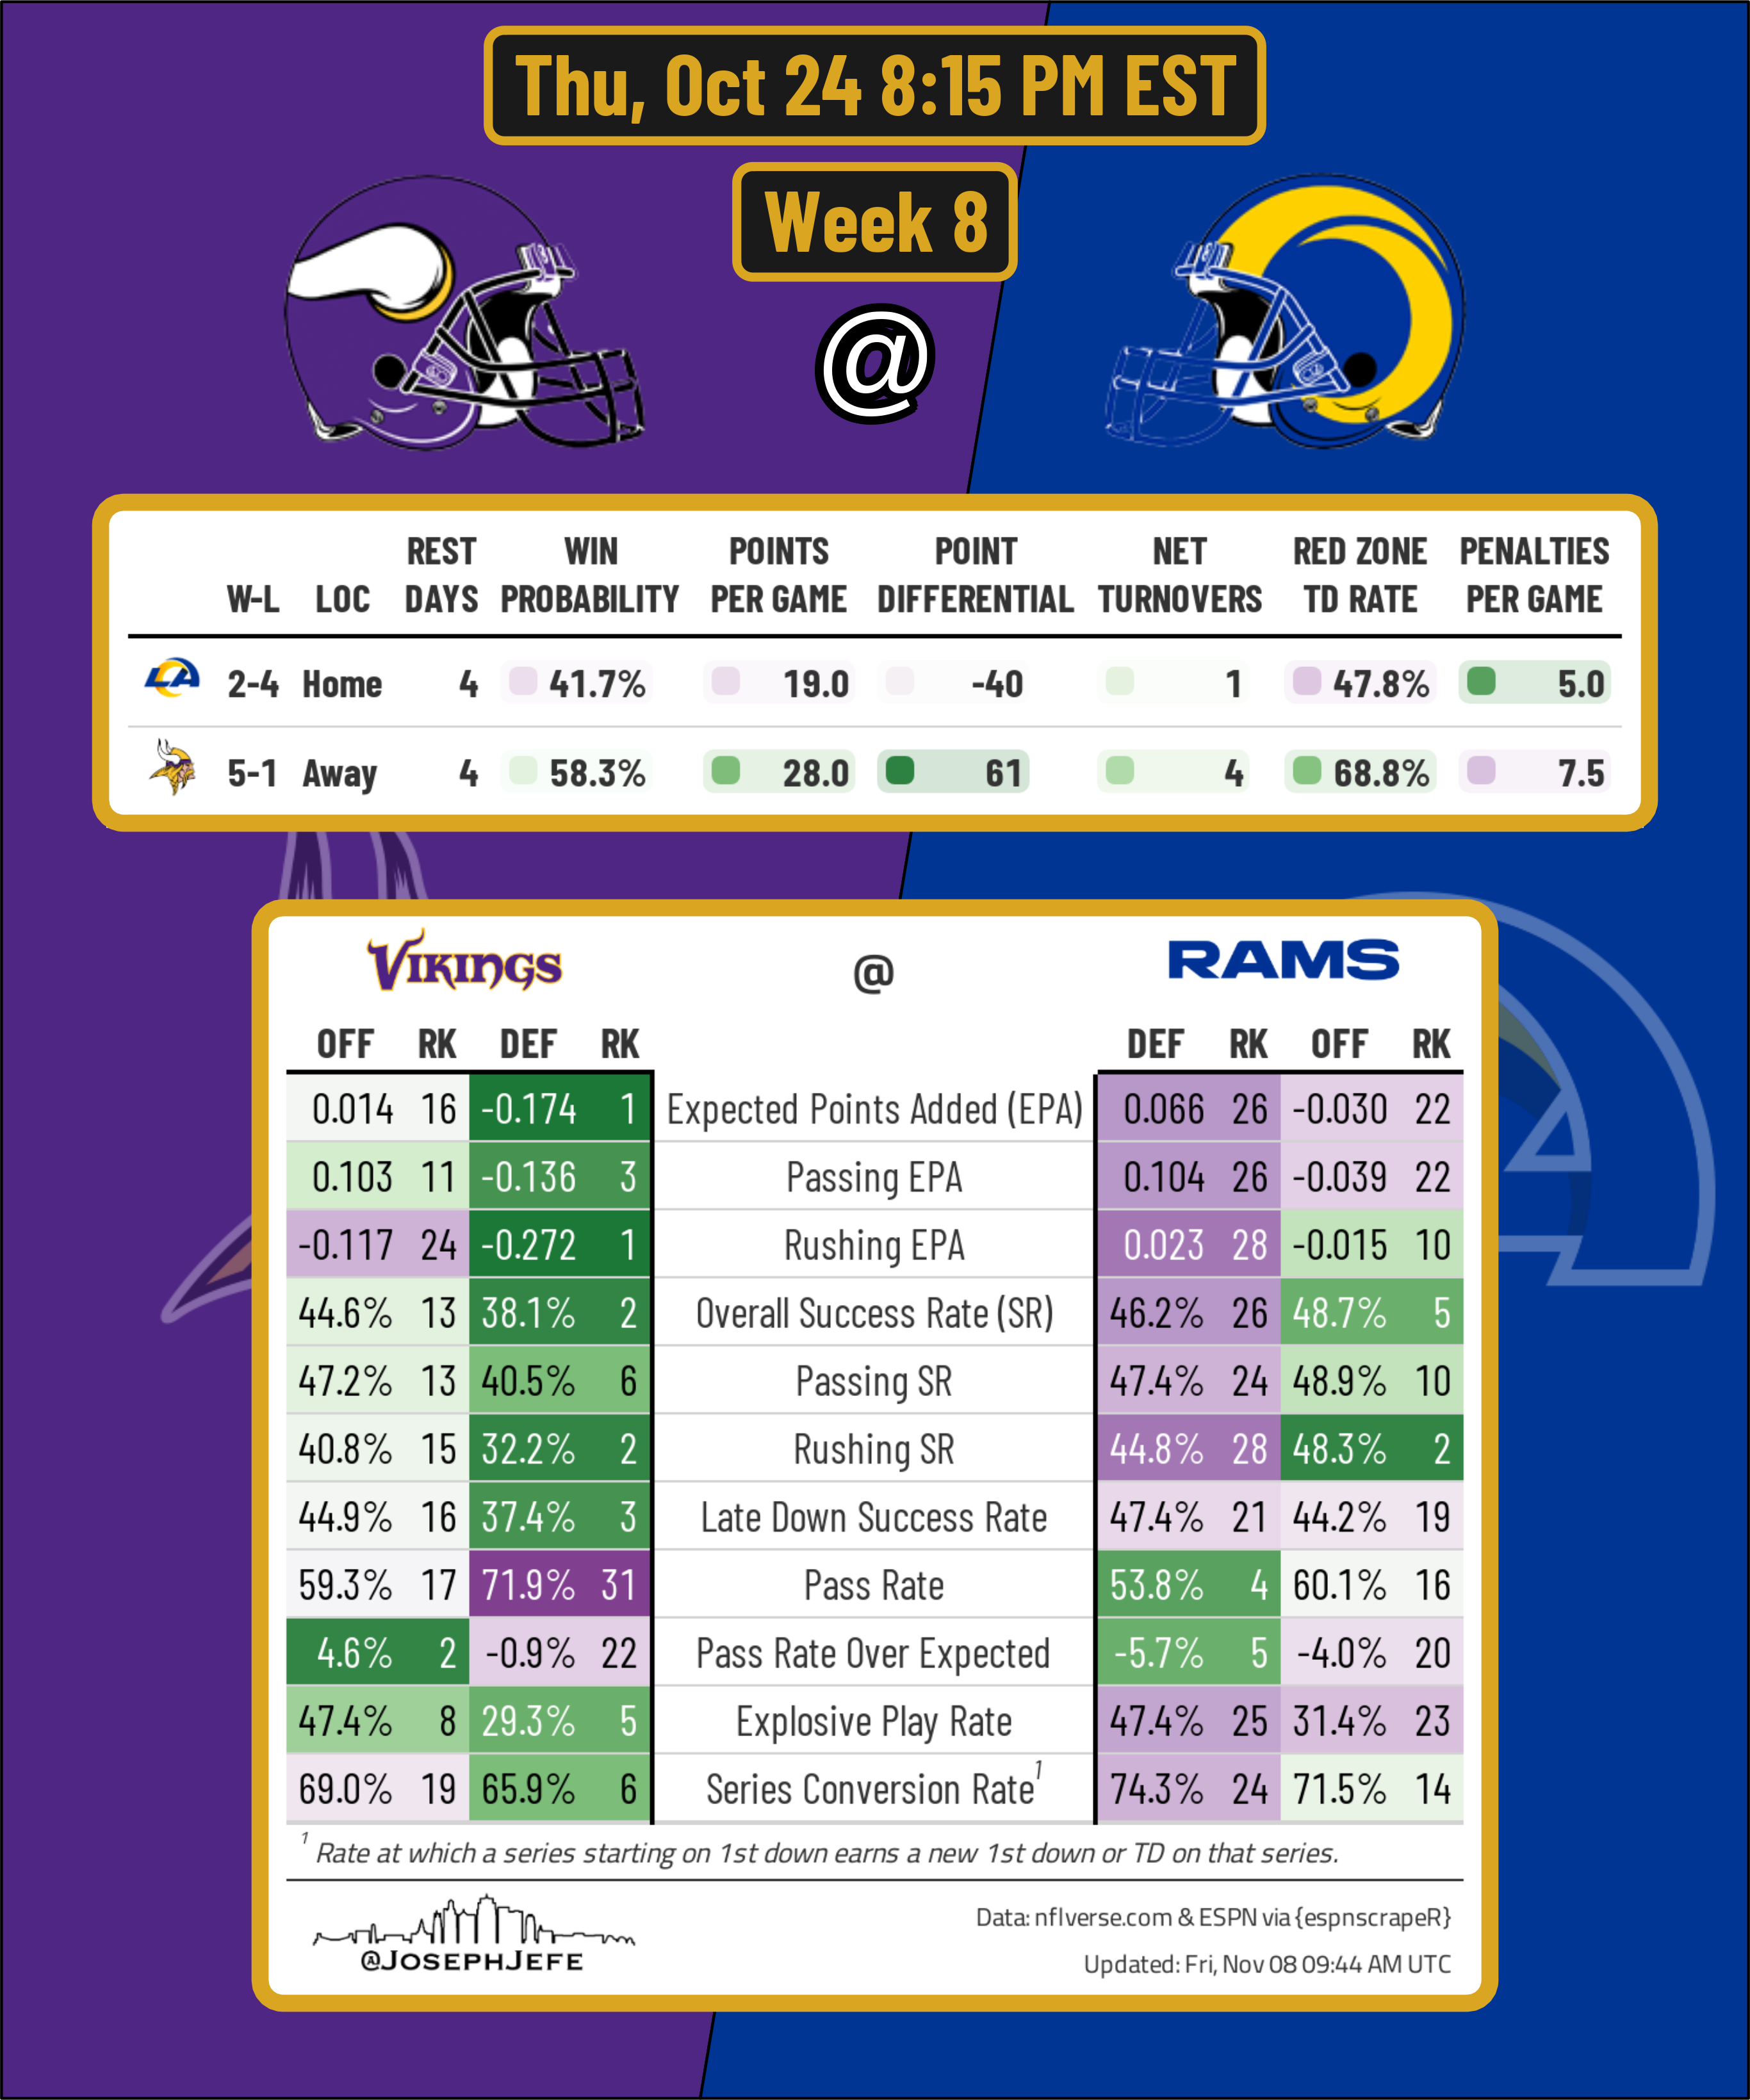 Thu, Oct 24 8:15 PM EST
Week 8
@
REST WIN POINTS POINT NET RED ZONE PENALTIES
W-L LOC DAYS PROBABILITY PER GAME DIFFERENTIAL TURNOVERS TD RATE PER GAME
LA 2-4 Home 4 41.7% 19.0 -40 1 47.8% 5.0
5-1 Away 4 58.3% 28.0 61 4 68.8% 7.5
VIKINGS @ RAMS
OFF RK DEF RK DEF RK OFF RK
0.014 16 -0.174 1 Expected Points Added (EPA) 0.066 26 -0.030 22
0.103 11 -0.136 3 Passing EPA 0.104 26 -0.039 22
-0.117 24 -0.272 1 Rushing EPA 0.023 28 -0.015 10
44.6% 13 38.1% 2 Overall Success Rate (SR) 46.2% 26 48.7% 5
47.2% 13 40.5% 6 Passing SR 47.4% 24 48.9% 10
40.8% 15 32.2% 2 Rushing SR 44.8% 28 48.3% 2
44.9% 16 37.4% 3 Late Down Success Rate 47.4% 21 44.2% 19
59.3% 17 71.9% 31 Pass Rate 53.8% 4 60.1% 16
4.6% 2 -0.9% 22 Pass Rate Over Expected -5.7% 5 -4.0% 20
47.4% 8 29.3% 5 Explosive Play Rate 47.4% 25 31.4% 23
69.0% 19 65.9% 6 Series Conversion Rate¹ 74.3% 24 71.5% 14
¹ Rate at which a series starting on 1st down earns a new 1st down or TD on that series.
@JOSEPHJEFE
Data: nflverse.com & ESPN via {espnscrapeR}
Updated: Fri, Nov 08 09:44 AM UTC